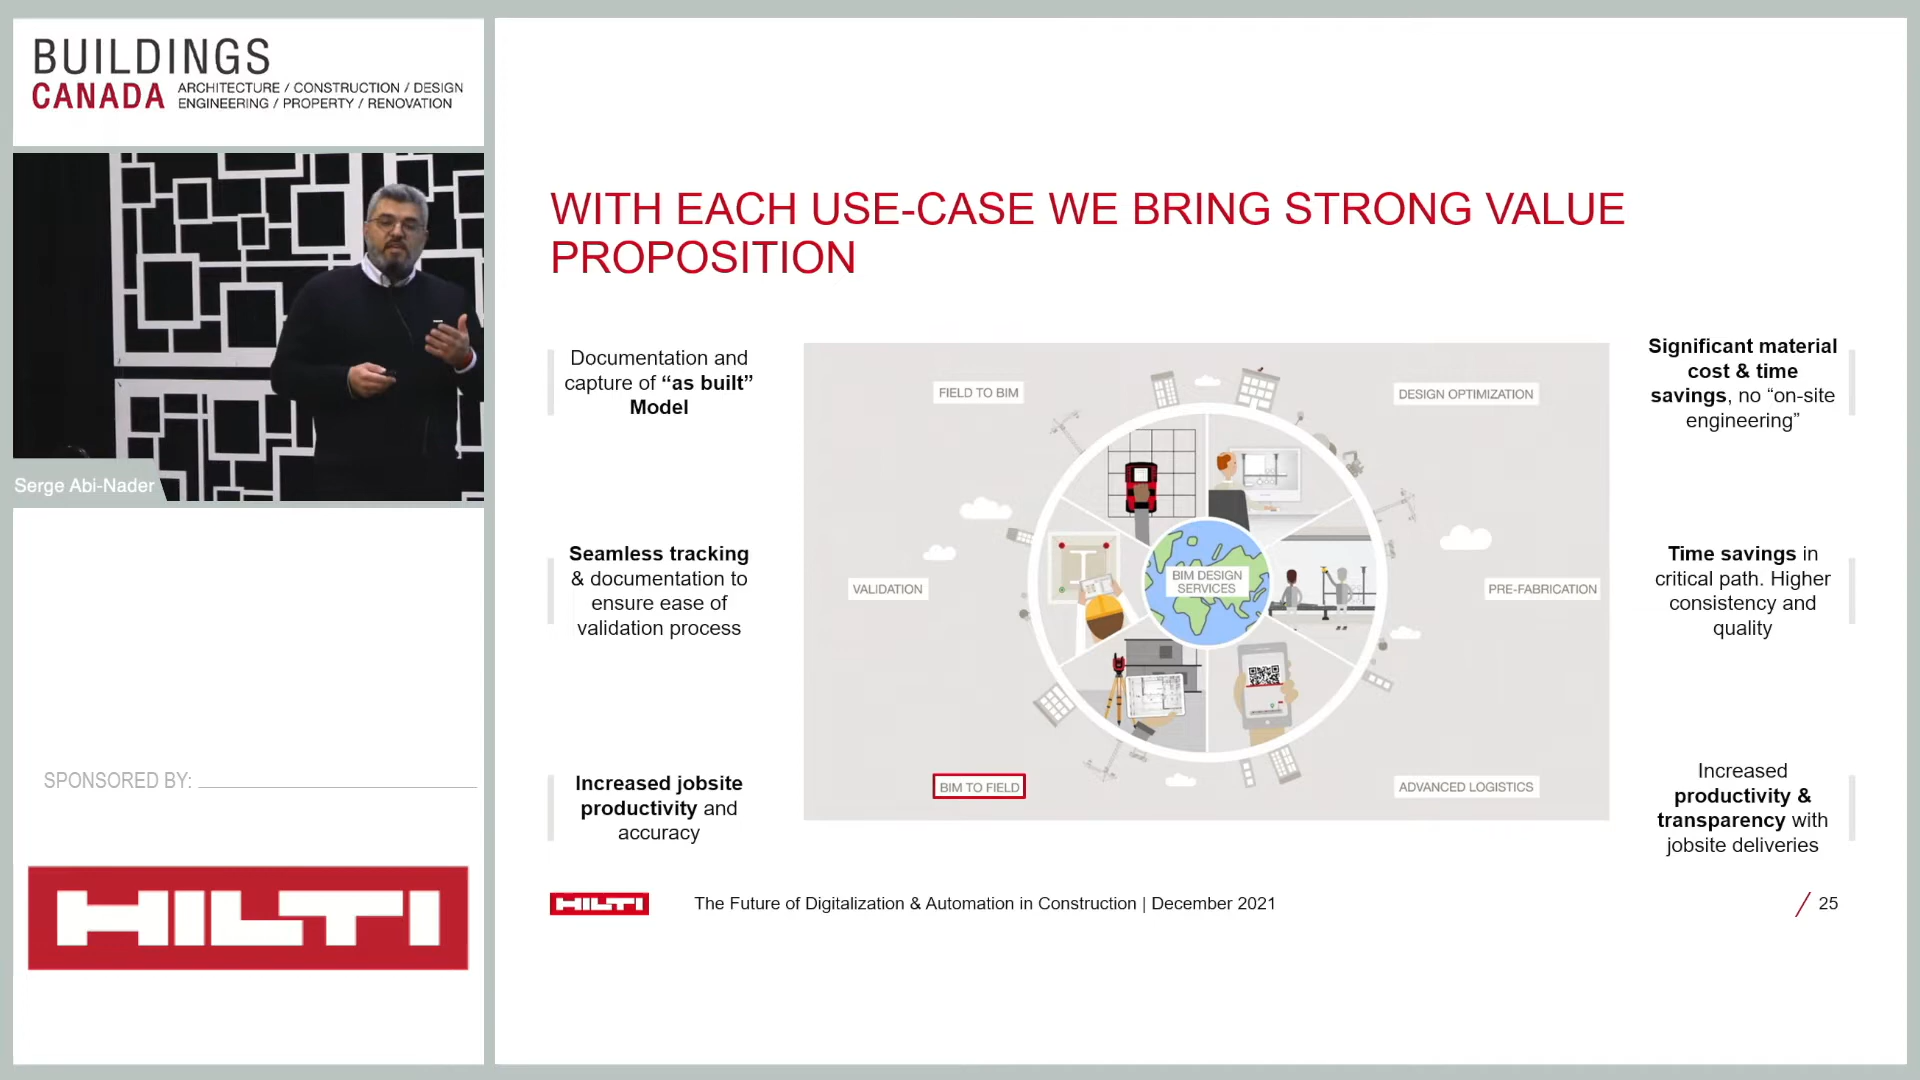 BUILDINGS
CANADA
ARCHITECTURE / CONSTRUCTION / DESIGN
ENGINEERING / PROPERTY / RENOVATION
Serge Abi-Nader
SPONSORED BY:
HILTI
WITH EACH USE-CASE WE BRING STRONG VALUE
PROPOSITION
Documentation and
capture of “as built”
Model
Seamless tracking
& documentation to
ensure ease of
validation process
Increased jobsite
productivity and
accuracy
FIELD TO BIM
DESIGN OPTIMIZATION
VALIDATION
BIM DESIGN
SERVICES
PRE-FABRICATION
BIM TO FIELD
ADVANCED LOGISTICS
Significant material
cost & time
savings, no “on-site
engineering”
Time savings in
critical path. Higher
consistency and
quality
Increased
productivity &
transparency with
jobsite deliveries
HILTI
The Future of Digitalization & Automation in Construction | December 2021
/ 25